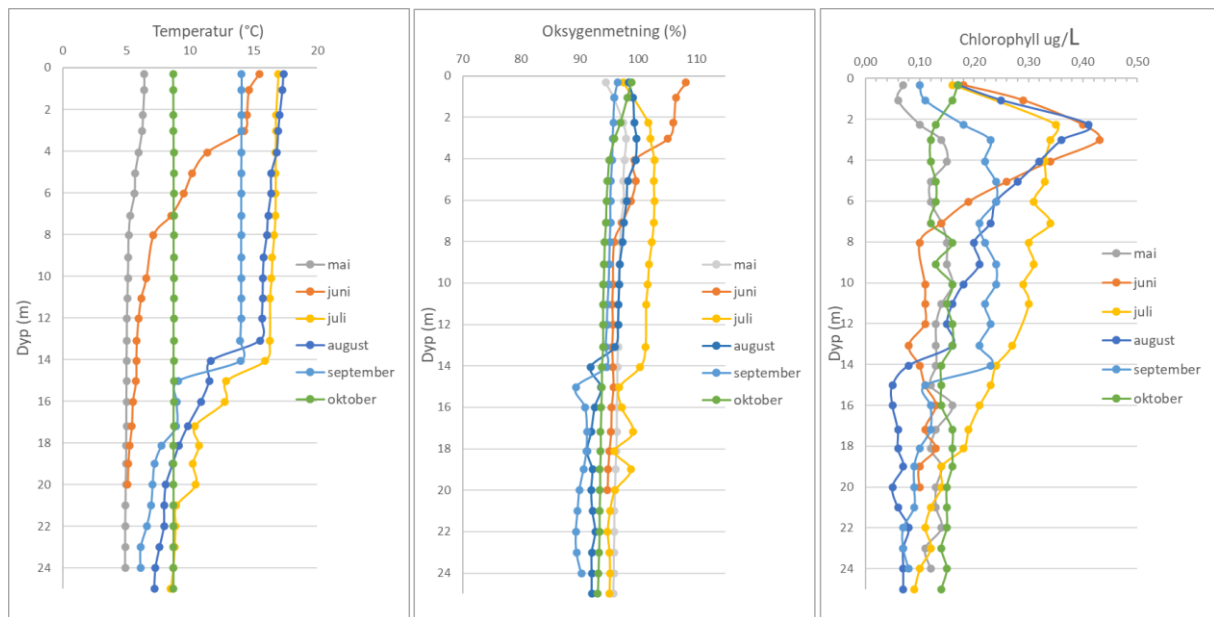 Temperatur (°C)
0 5 10 15 20
0
2
4
6
8
10
12
14
16
18
20
22
24
Dyp (m)
mai
juni
juli
august
september
oktober
Oksygenmetning (%)
70 80 90 100 110
0
2
4
6
8
10
12
14
16
18
20
22
24
Dyp (m)
mai
juni
juli
august
september
oktober
Chlorophyll ug/L
0,00 0,10 0,20 0,30 0,40 0,50
0
2
4
6
8
10
12
14
16
18
20
22
24
Dyp (m)
mai
juni
juli
august
september
oktober